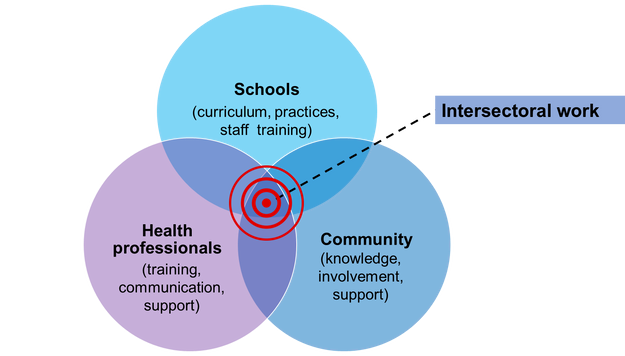 Schools
(curriculum, practices,
staff training)
Intersectoral work
Health
professionals
(training,
communication,
support)
Community
(knowledge,
involvement,
support)